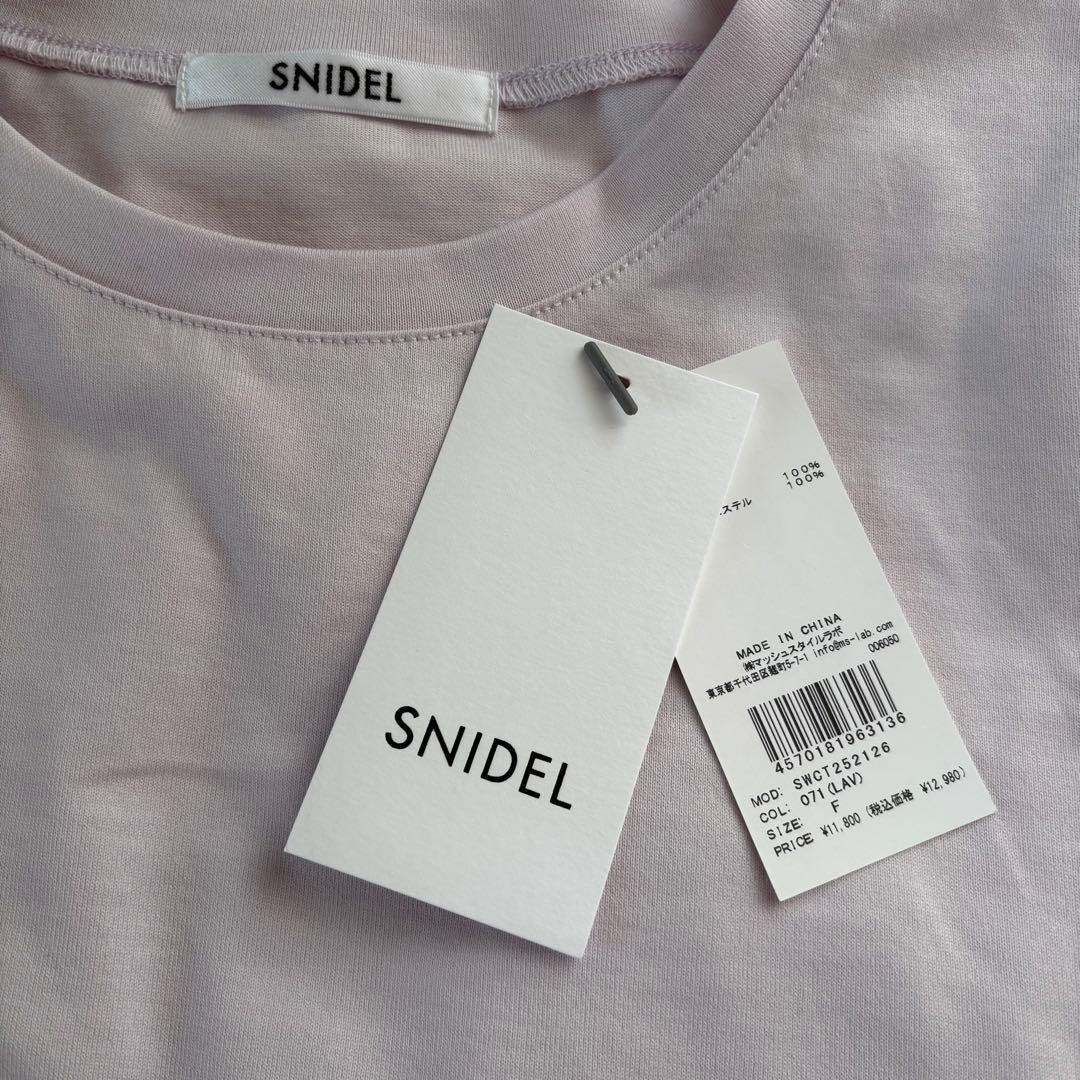 SNIDEL
SNIDEL
100%
100%
ステル
MADE IN CHINA
㈱マッシュスタイルラボ
東京都千代田区麹町5-7-1 info@ms-lab.com
006050
4570181963136
MOD: SWCT252126
COL: 071(LAV)
SIZE: F
PRICE ¥11,800 (税込価格 ¥12,980)